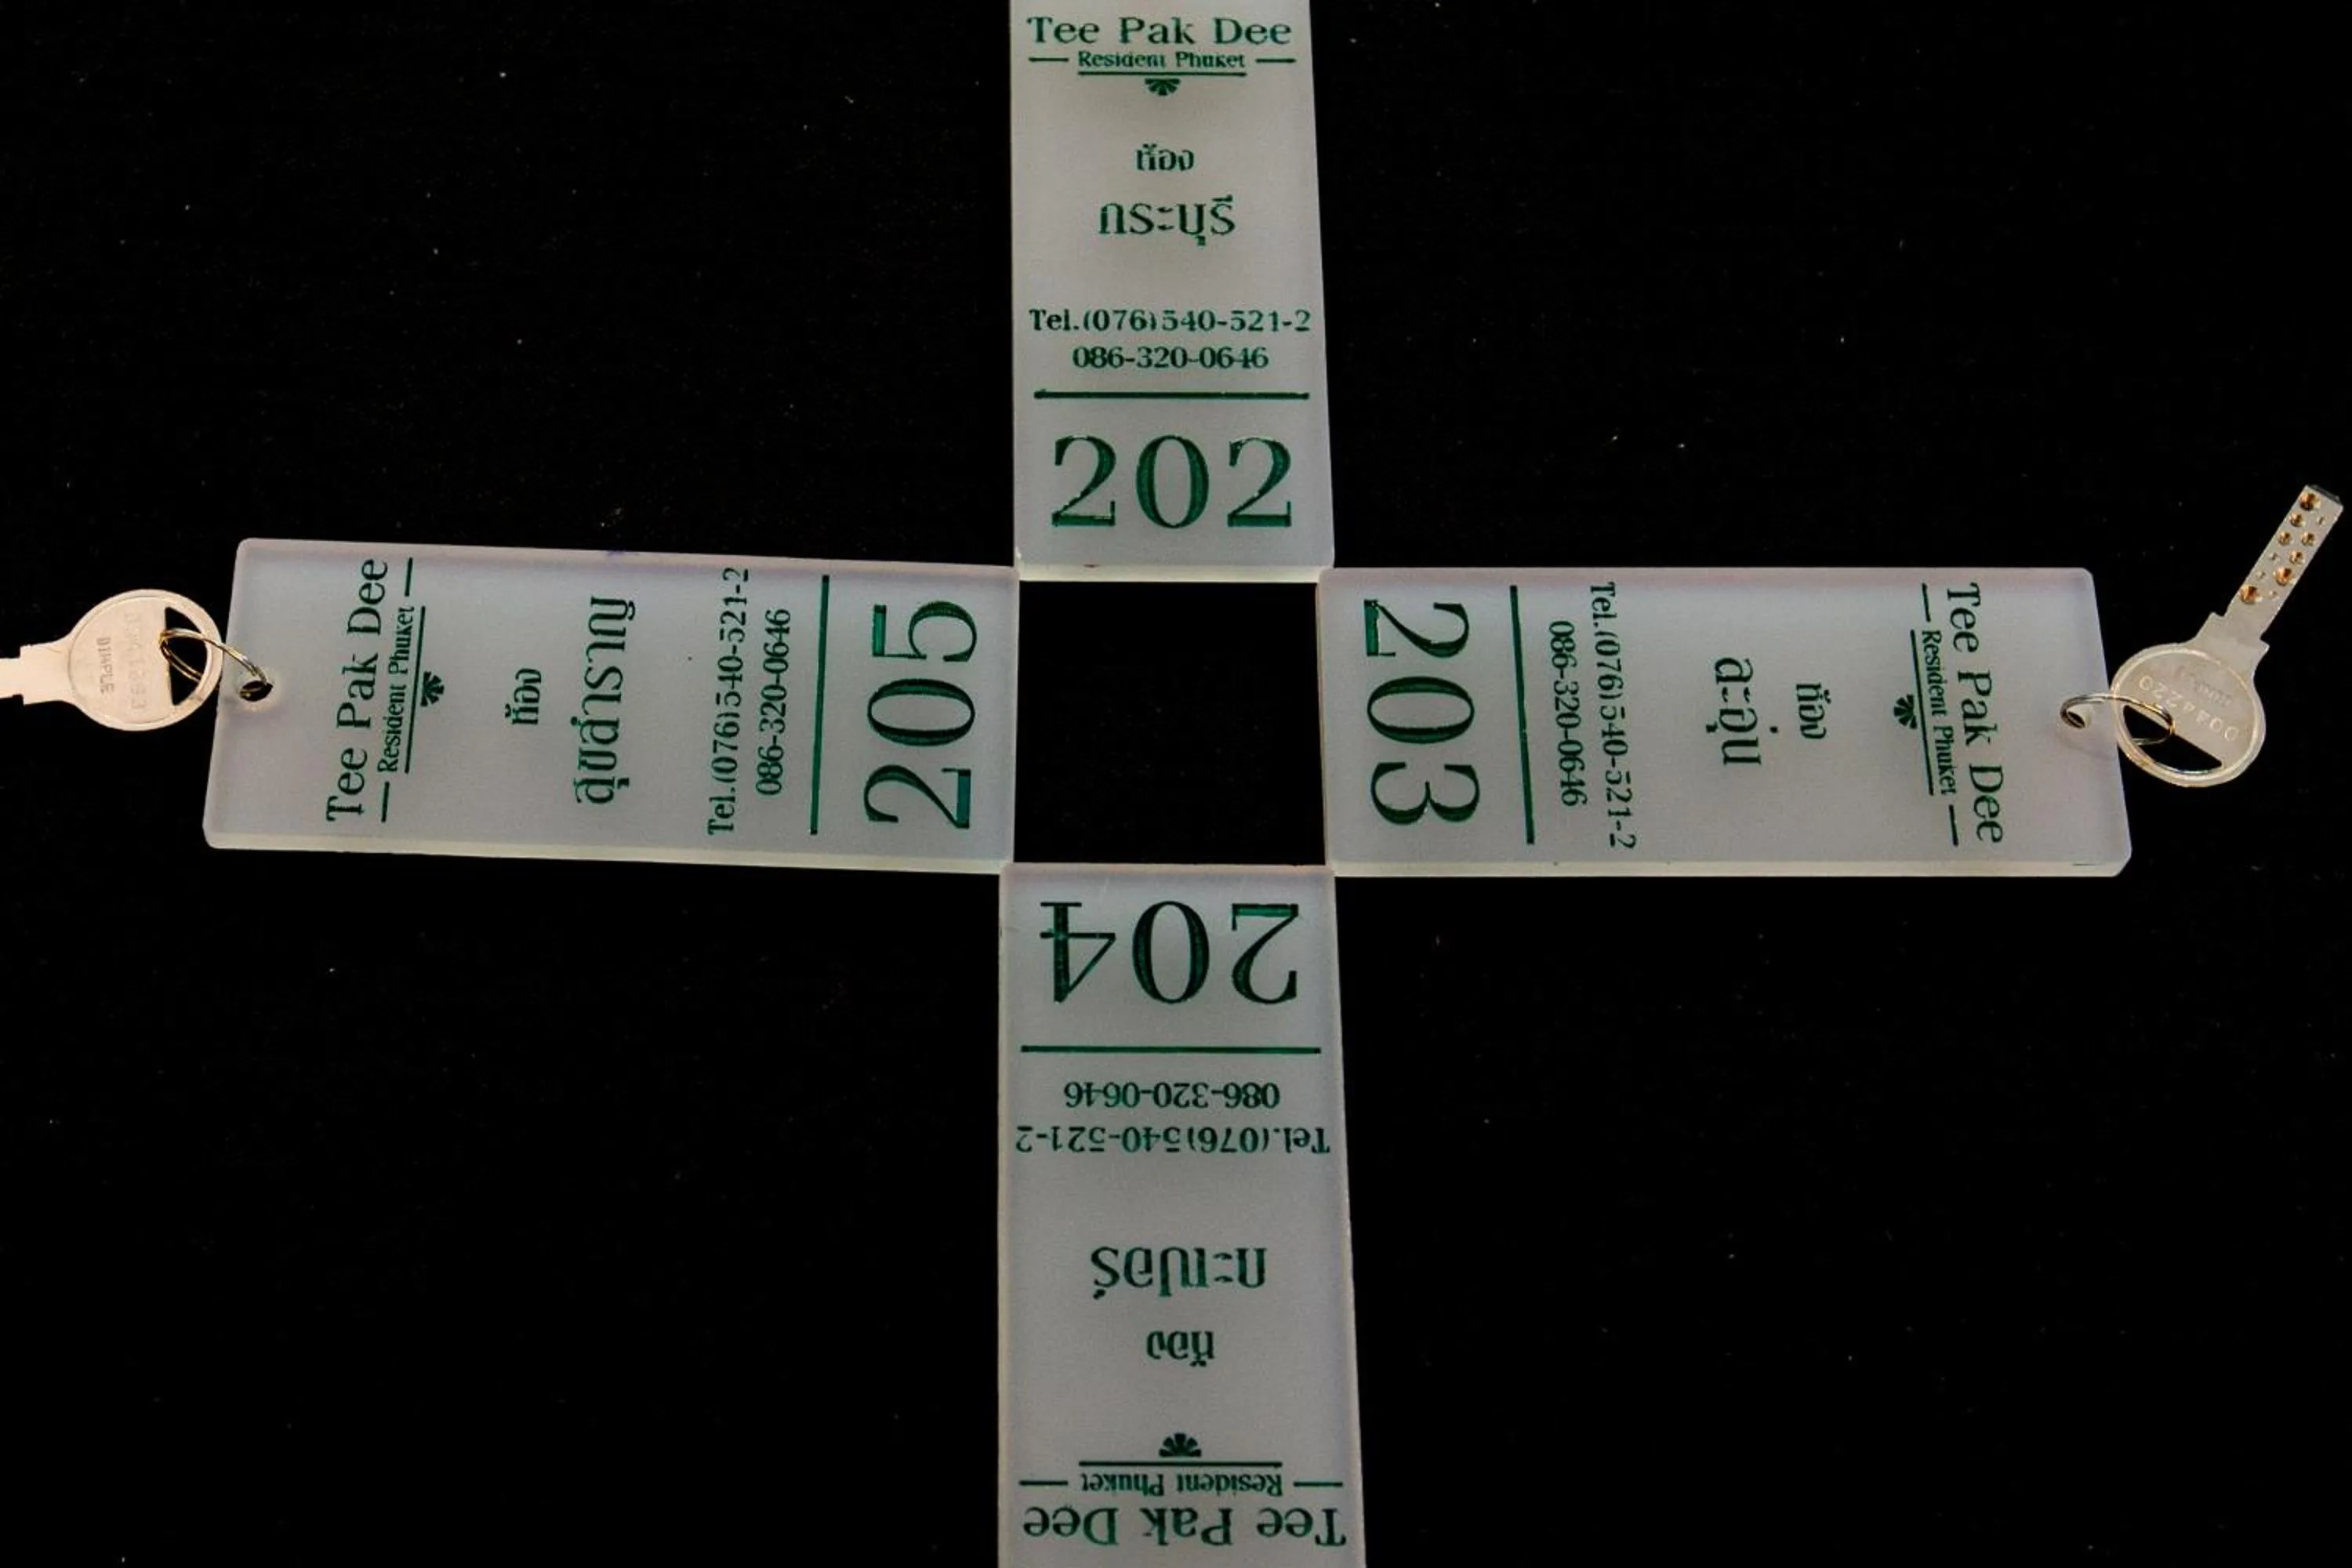 Tee Pak Dee
Resident Phuket
ห้อง
กระบุรี
Tel.(076)540-521-2
086-320-0646
202
Tee Pak Dee
Resident Phuket
ห้อง
สุขสำราญ
Tel.(076)540-521-2
086-320-0646
205
DIMPLE
Tee Pak Dee
Resident Phuket
ห้อง
ละอุ่น
Tel.(076)540-521-2
086-320-0646
203
D044220
Tee Pak Dee
Resident Phuket
ห้อง
กะเปอร์
Tel.(076)540-521-2
086-320-0646
204